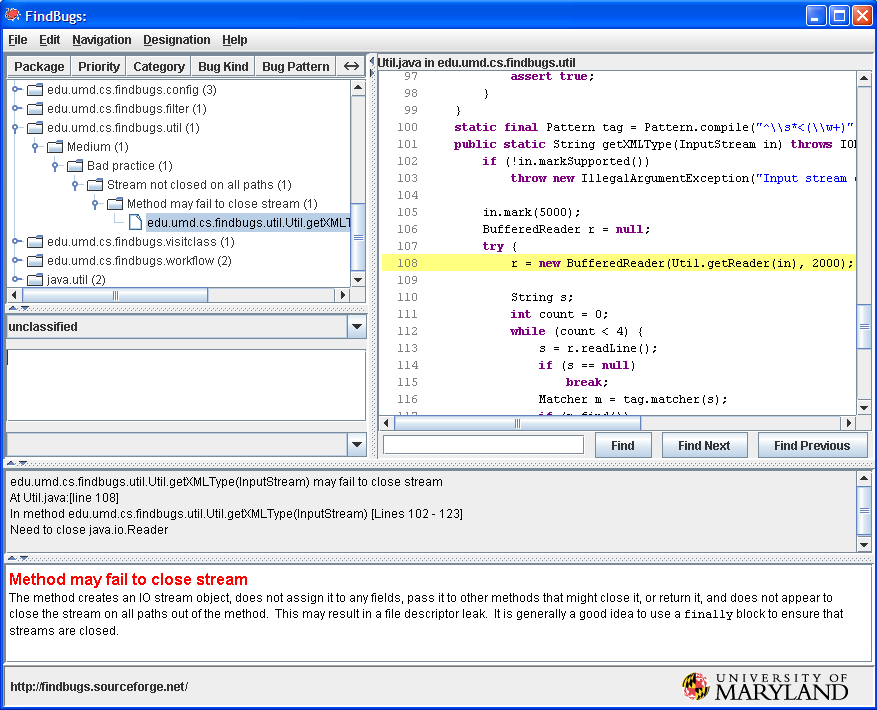 FindBugs:
File Edit Navigation Designation Help
Package Priority Category Bug Kind Bug Pattern
edu.umd.cs.findbugs.config (3)
edu.umd.cs.findbugs.filter (1)
edu.umd.cs.findbugs.util (1)
Medium (1)
Bad practice (1)
Stream not closed on all paths (1)
Method may fail to close stream (1)
edu.umd.cs.findbugs.util.Util.getXMLT
edu.umd.cs.findbugs.visitclass (1)
edu.umd.cs.findbugs.workflow (2)
java.util (2)
unclassified
Util.java in edu.umd.cs.findbugs.util
97 assert true;
98 }
99 }
100 static final Pattern tag = Pattern.compile("^\\s*<(\\w+)"
101 public static String getXMLType(InputStream in) throws IO
102 if (!in.markSupported())
103 throw new IllegalArgumentException("Input stream
104
105 in.mark(5000);
106 BufferedReader r = null;
107 try {
108 r = new BufferedReader(Util.getReader(in), 2000);
109
110 String s;
111 int count = 0;
112 while (count < 4) {
113 s = r.readLine();
114 if (s == null)
115 break;
116 Matcher m = tag.matcher(s);
Find Find Next Find Previous
edu.umd.cs.findbugs.util.Util.getXMLType(InputStream) may fail to close stream
At Util.java:[line 108]
In method edu.umd.cs.findbugs.util.Util.getXMLType(InputStream) [Lines 102 - 123]
Need to close java.io.Reader
Method may fail to close stream
The method creates an IO stream object, does not assign it to any fields, pass it to other methods that might close it, or return it, and does not appear to
close the stream on all paths out of the method. This may result in a file descriptor leak. It is generally a good idea to use a finally block to ensure that
streams are closed.
http://findbugs.sourceforge.net/
UNIVERSITY OF
MARYLAND